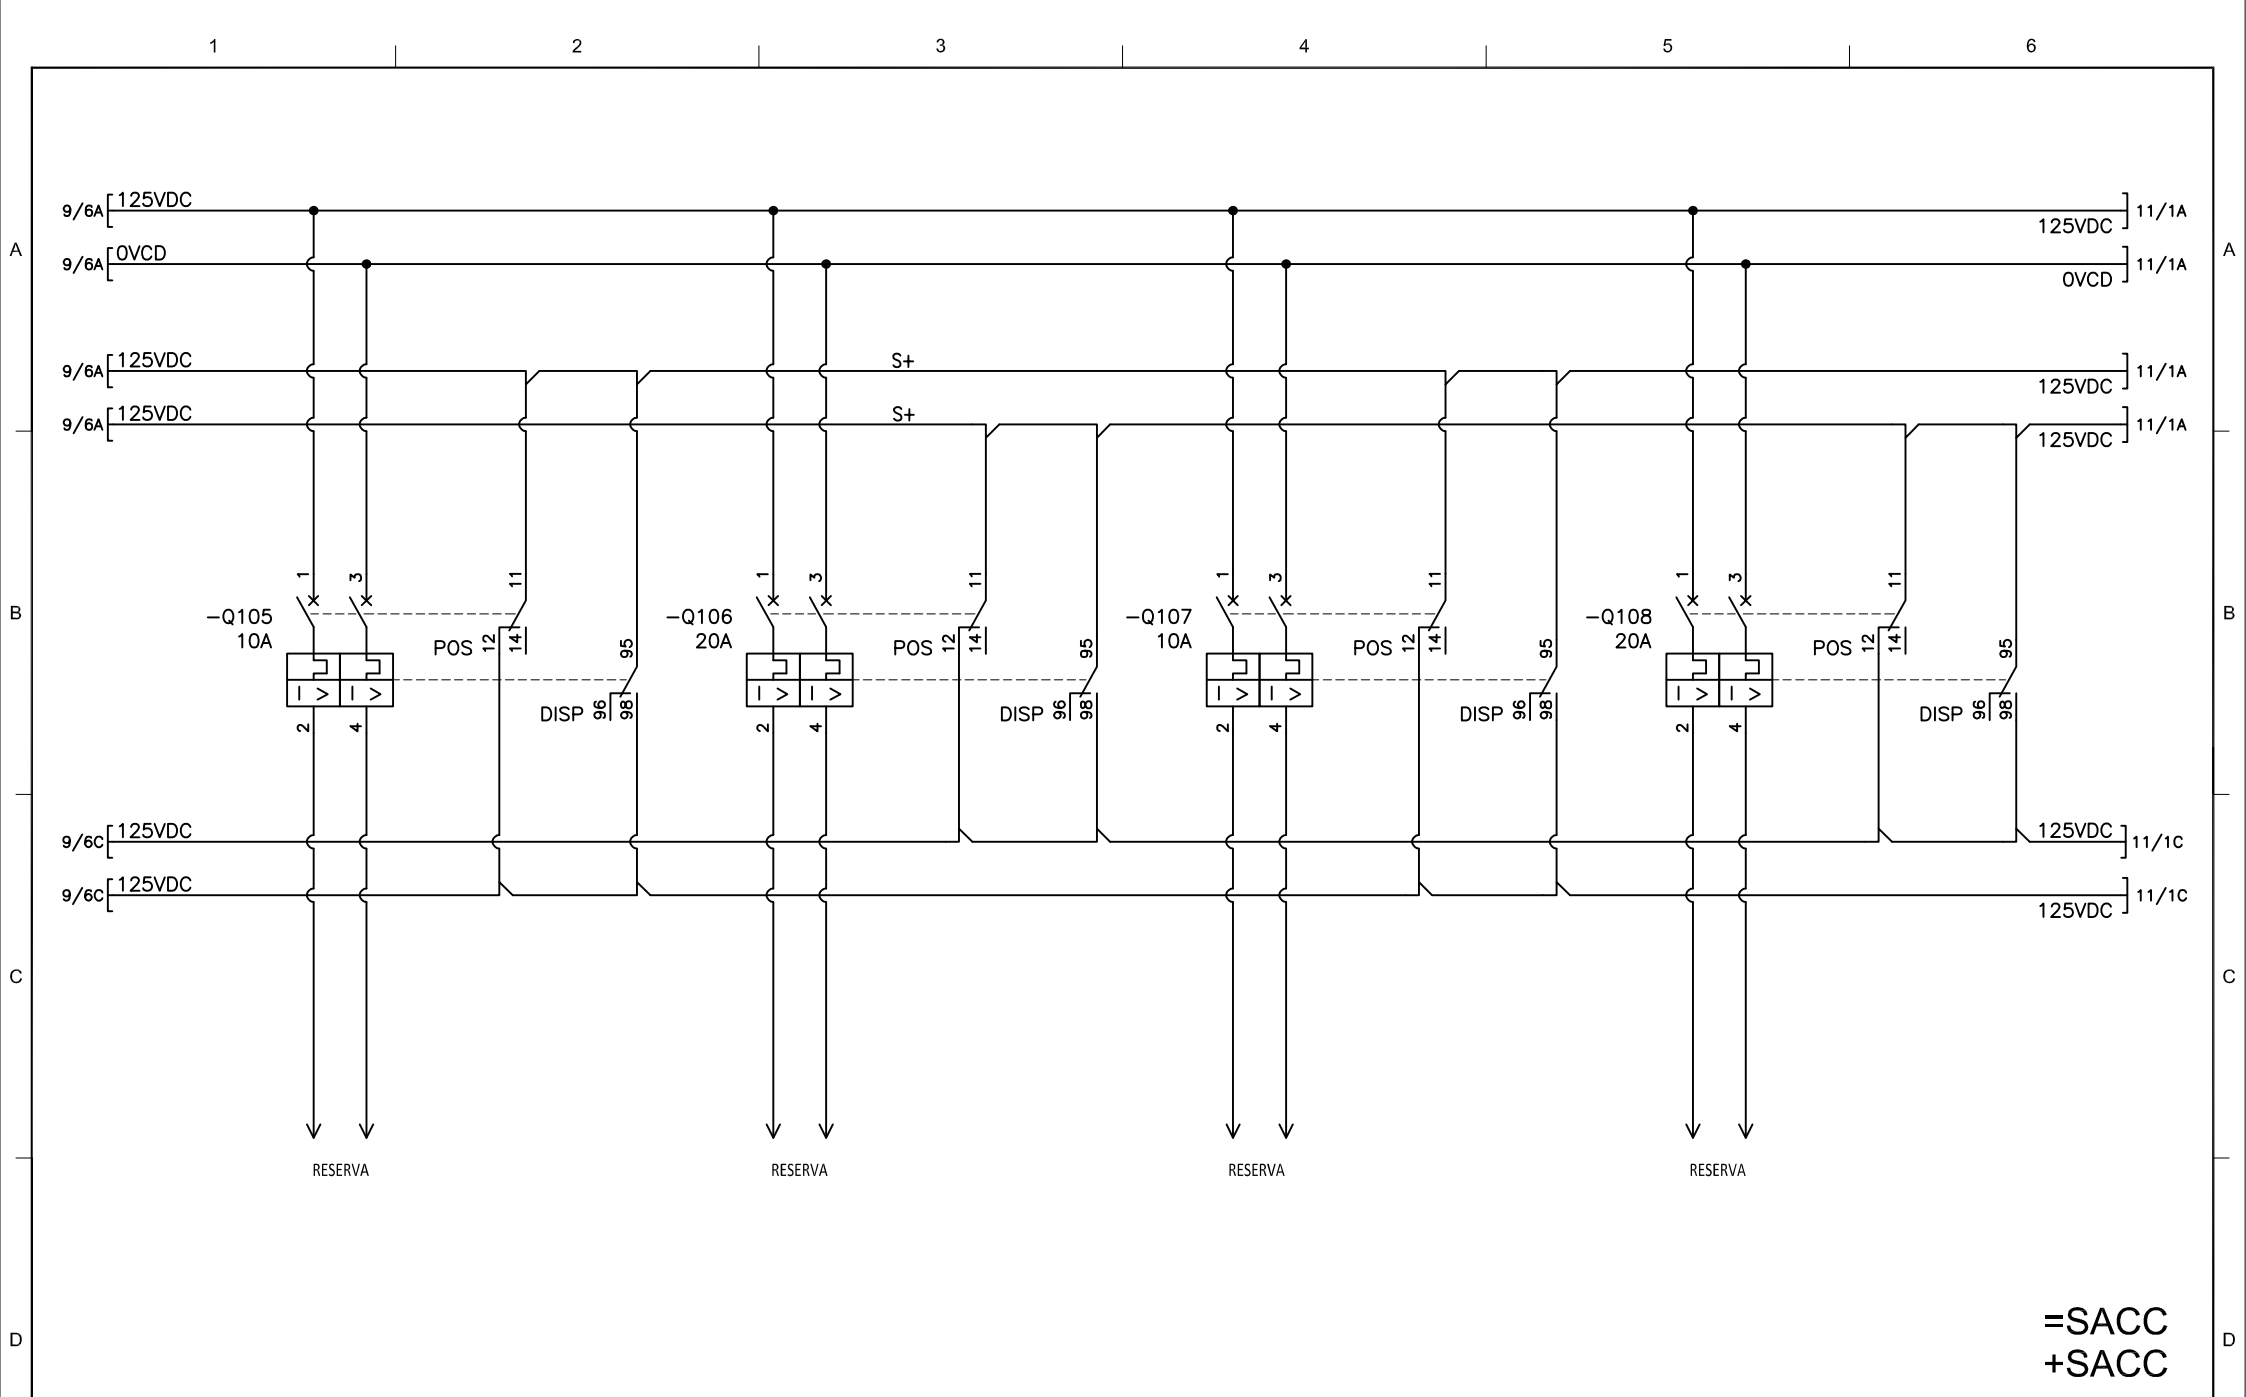 1 2 3 4 5 6
9/6A 125VDC 125VDC 11/1A
A 9/6A 0VCD 0VCD 11/1A A
9/6A 125VDC S+ 125VDC 11/1A
9/6A 125VDC S+ 125VDC 11/1A
1 3 11 1 3 11 1 3 11 1 3 11
B -Q105 -Q106 -Q107 -Q108 B
10A 20A 10A 20A
POS 12 14 95 POS 12 14 95 POS 12 14 95 POS 12 14 95
I > I > I > I > I > I > I > I >
2 4 DISP 96 98 2 4 DISP 96 98 2 4 DISP 96 98 2 4 DISP 96 98
9/6C 125VDC 125VDC 11/1C
9/6C 125VDC 125VDC 11/1C
C C
RESERVA RESERVA RESERVA RESERVA
=SACC
D D
+SACC